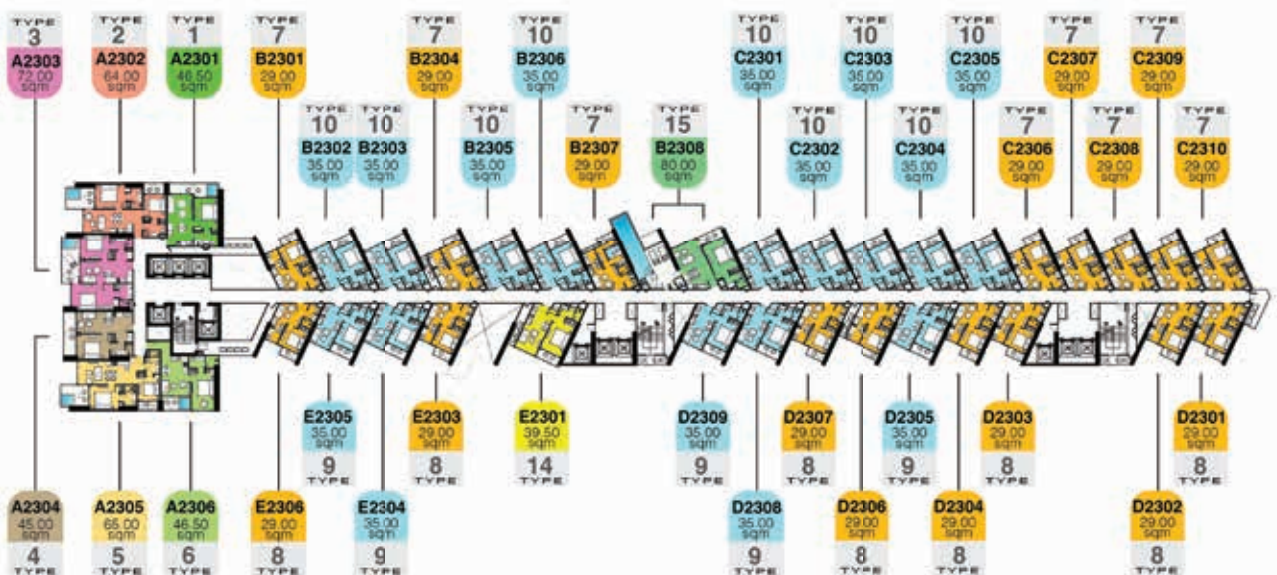 TYPE
3
A2303
72.00
sqm
TYPE
2
A2302
64.00
sqm
TYPE
1
A2301
46.50
sqm
TYPE
7
B2301
29.00
sqm
TYPE
7
B2304
29.00
sqm
TYPE
10
B2306
35.00
sqm
TYPE
10
C2301
35.00
sqm
TYPE
10
C2303
35.00
sqm
TYPE
10
C2305
35.00
sqm
TYPE
7
C2307
29.00
sqm
TYPE
7
C2309
29.00
sqm
TYPE
10
B2302
35.00
sqm
TYPE
10
B2303
35.00
sqm
TYPE
10
B2305
35.00
sqm
TYPE
7
B2307
29.00
sqm
TYPE
15
B2308
80.00
sqm
TYPE
10
C2302
35.00
sqm
TYPE
10
C2304
35.00
sqm
TYPE
7
C2306
29.00
sqm
TYPE
7
C2308
29.00
sqm
TYPE
7
C2310
29.00
sqm
E2305
35.00
sqm
9
TYPE
E2303
29.00
sqm
8
TYPE
E2301
39.50
sqm
14
TYPE
D2309
35.00
sqm
9
TYPE
D2307
29.00
sqm
8
TYPE
D2305
35.00
sqm
9
TYPE
D2303
29.00
sqm
8
TYPE
D2301
29.00
sqm
8
TYPE
A2304
45.00
sqm
4
TYPE
A2305
65.00
sqm
5
TYPE
A2306
46.50
sqm
6
TYPE
E2306
29.00
sqm
8
TYPE
E2304
35.00
sqm
9
TYPE
D2308
35.00
sqm
9
TYPE
D2306
29.00
sqm
8
TYPE
D2304
29.00
sqm
8
TYPE
D2302
29.00
sqm
8
TYPE